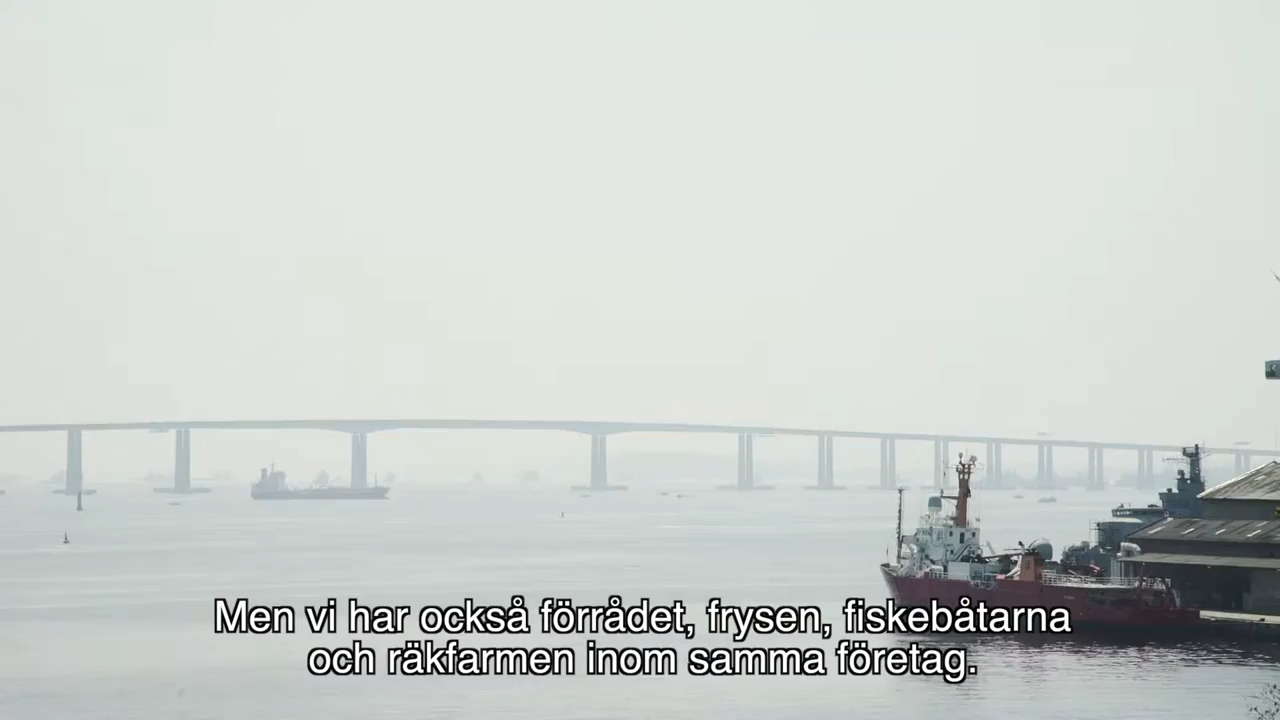 Men vi har också förrådet, frysen, fiskebåtarna
och räkfarmen inom samma företag.